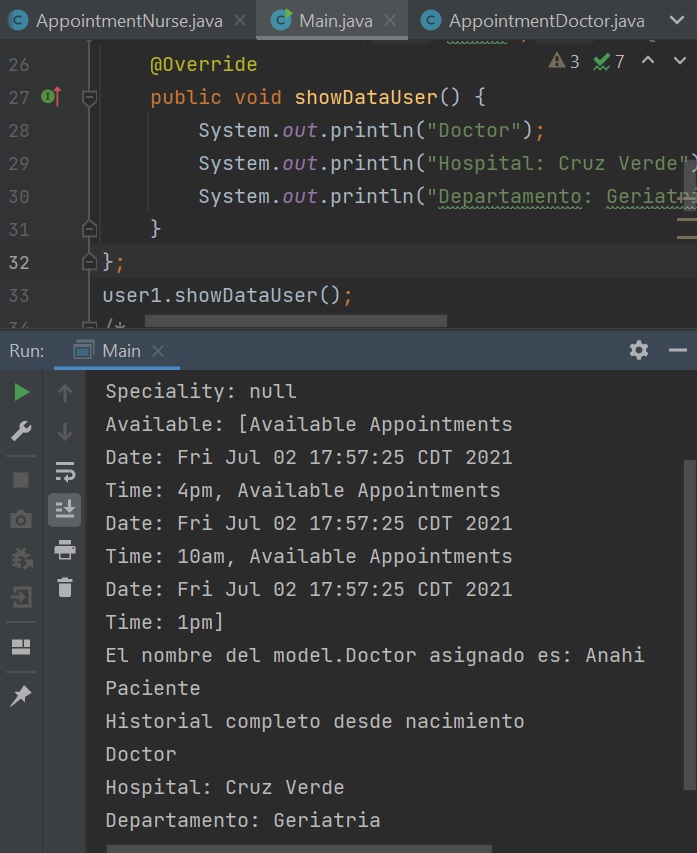 AppointmentNurse.java Main.java AppointmentDoctor.java
26 @Override 3 7
27 public void showDataUser() {
28 System.out.println("Doctor");
29 System.out.println("Hospital: Cruz Verde")
30 System.out.println("Departamento: Geriatri
31 }
32 };
33 user1.showDataUser();
34 /*
Run: Main
Speciality: null
Available: [Available Appointments
Date: Fri Jul 02 17:57:25 CDT 2021
Time: 4pm, Available Appointments
Date: Fri Jul 02 17:57:25 CDT 2021
Time: 10am, Available Appointments
Date: Fri Jul 02 17:57:25 CDT 2021
Time: 1pm]
El nombre del model.Doctor asignado es: Anahi
Paciente
Historial completo desde nacimiento
Doctor
Hospital: Cruz Verde
Departamento: Geriatria